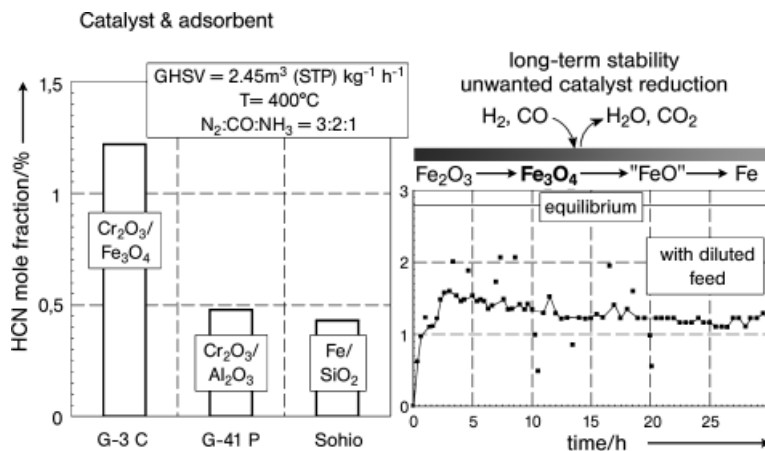 Catalyst & adsorbent
GHSV = 2.45m³ (STP) kg⁻¹ h⁻¹
T= 400°C
N₂:CO:NH₃ = 3:2:1
HCN mole fraction/%
1,5
1
0,5
0
Cr₂O₃/
Fe₃O₄
Cr₂O₃/
Al₂O₃
Fe/
SiO₂
G-3 C
G-41 P
Sohio
long-term stability
unwanted catalyst reduction
H₂, CO
H₂O, CO₂
Fe₂O₃ → Fe₃O₄ → "FeO" → Fe
3
2
1
0
equilibrium
with diluted
feed
0 5 10 15 20 25
time/h